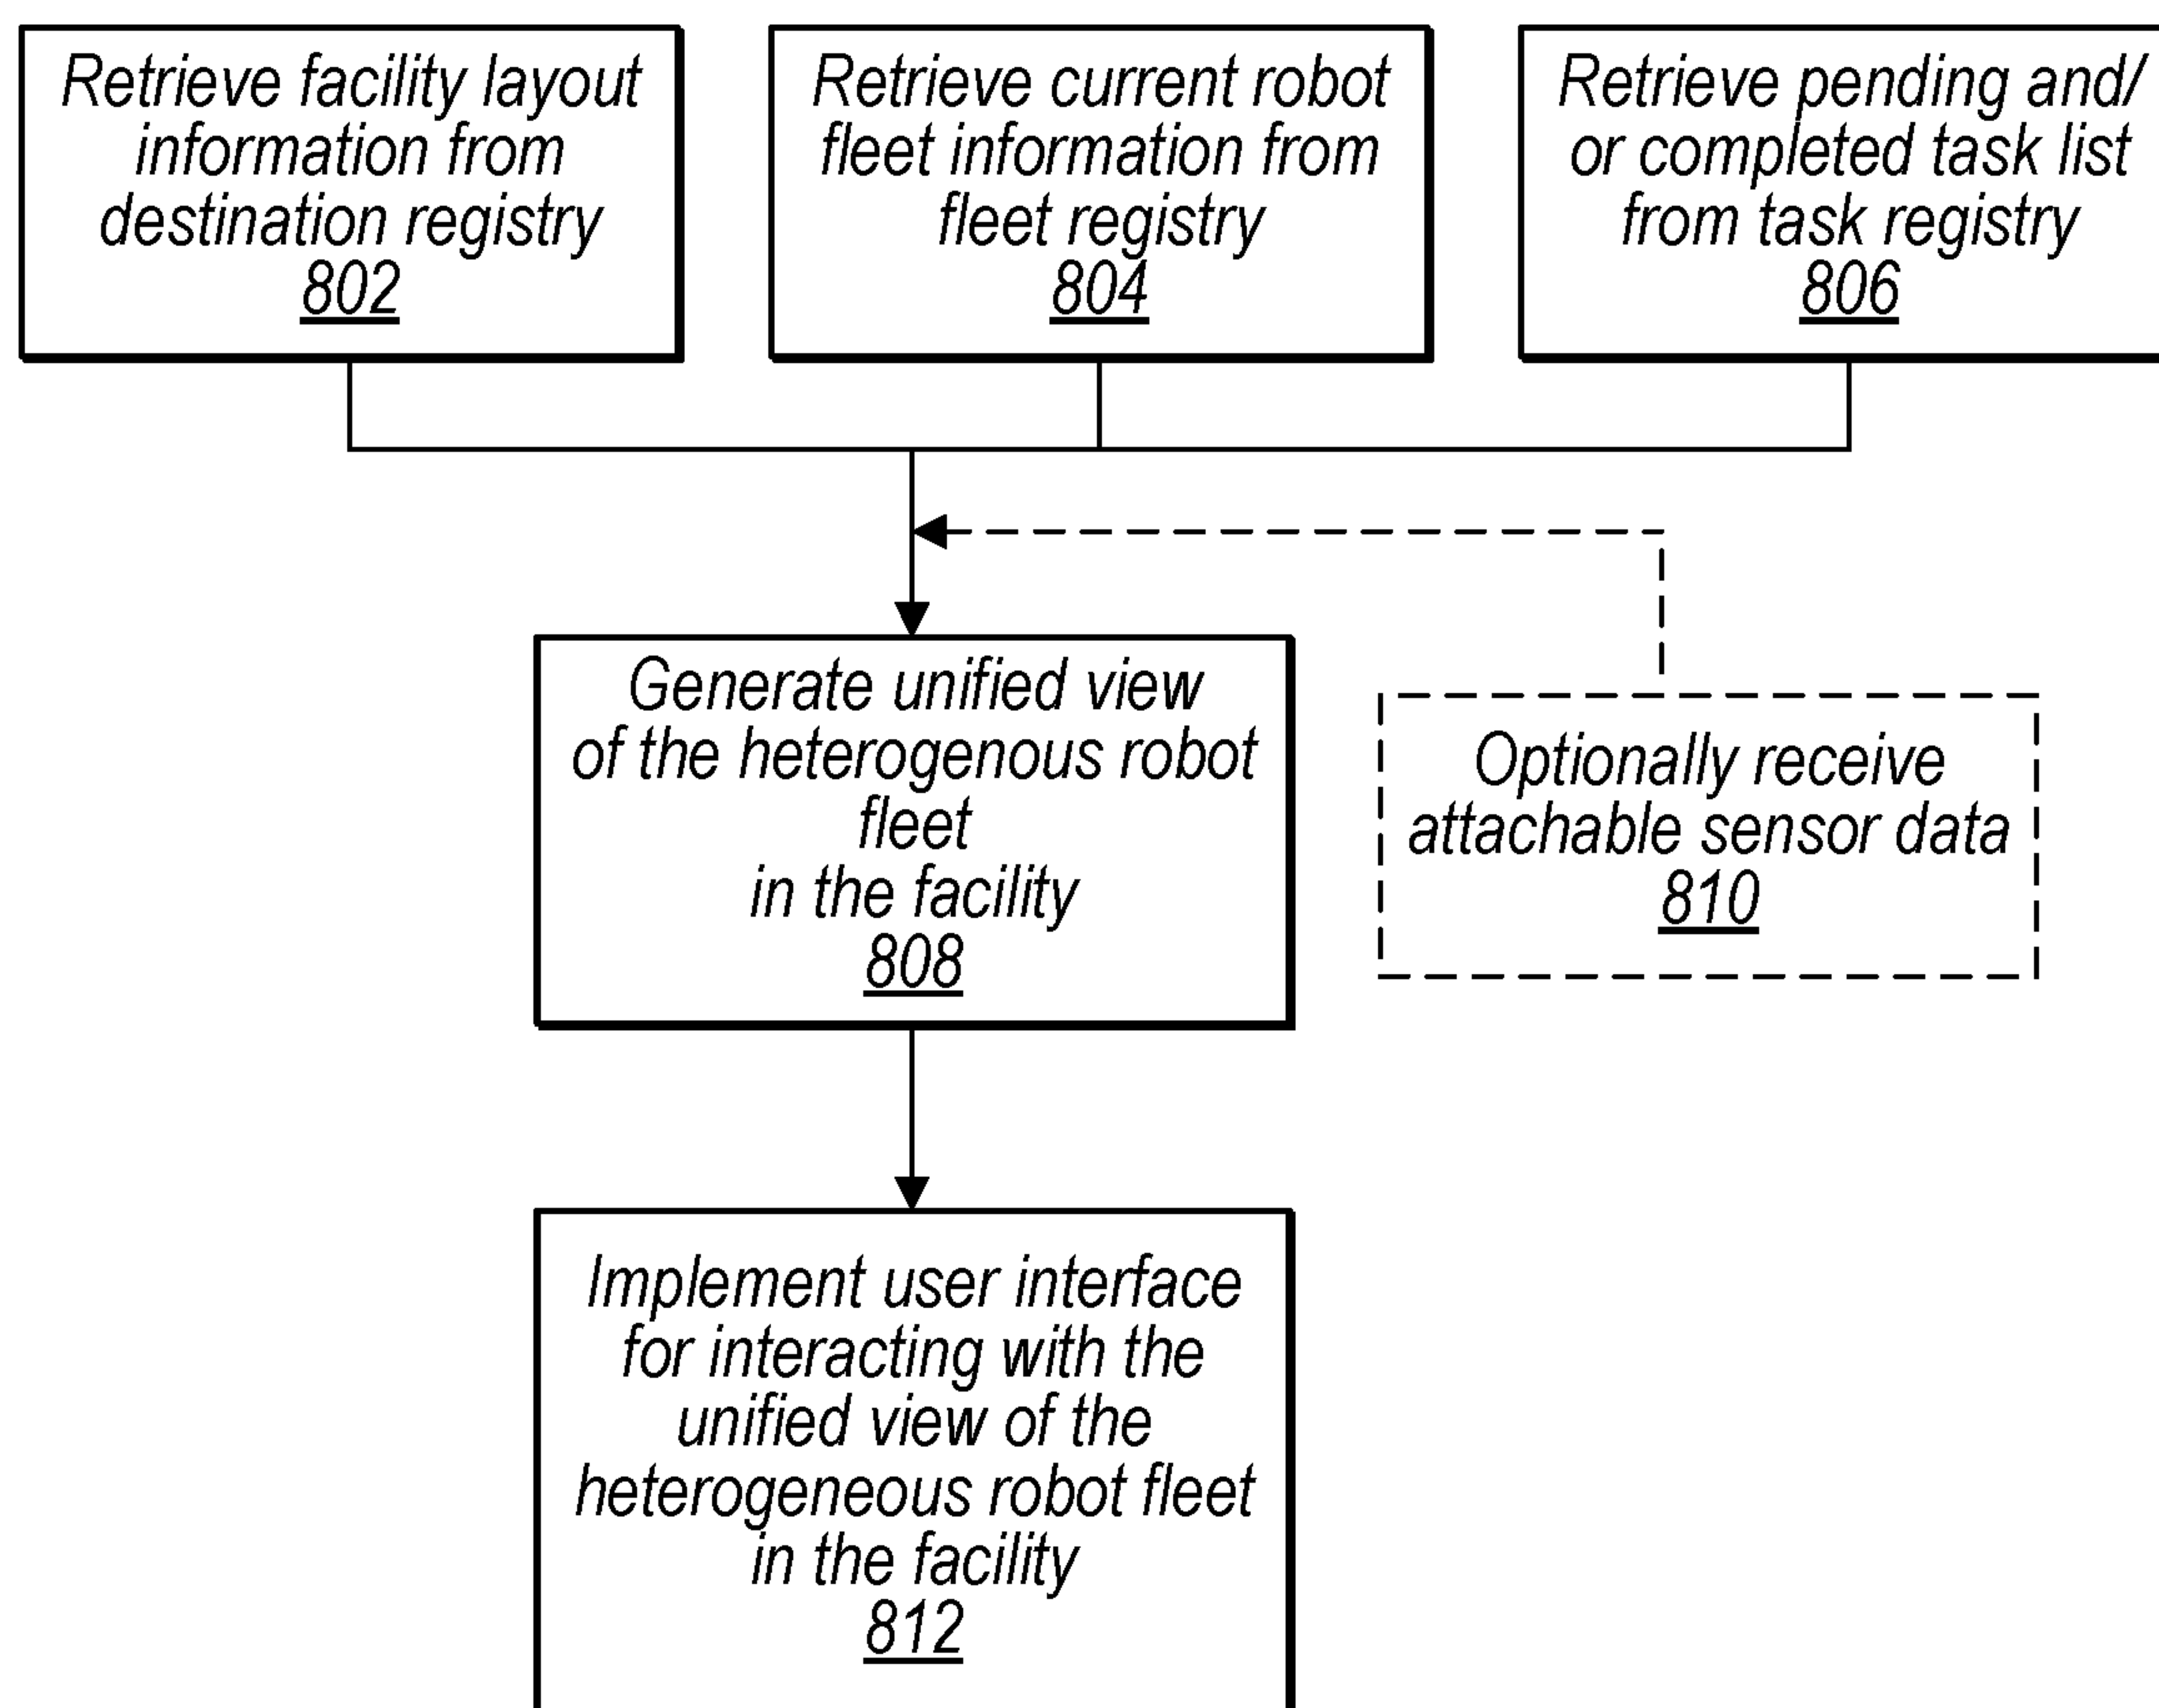 Retrieve facility layout
information from
destination registry
802
Retrieve current robot
fleet information from
fleet registry
804
Retrieve pending and/
or completed task list
from task registry
806
Generate unified view
of the heterogenous robot
fleet
in the facility
808
Optionally receive
attachable sensor data
810
Implement user interface
for interacting with the
unified view of the
heterogeneous robot fleet
in the facility
812